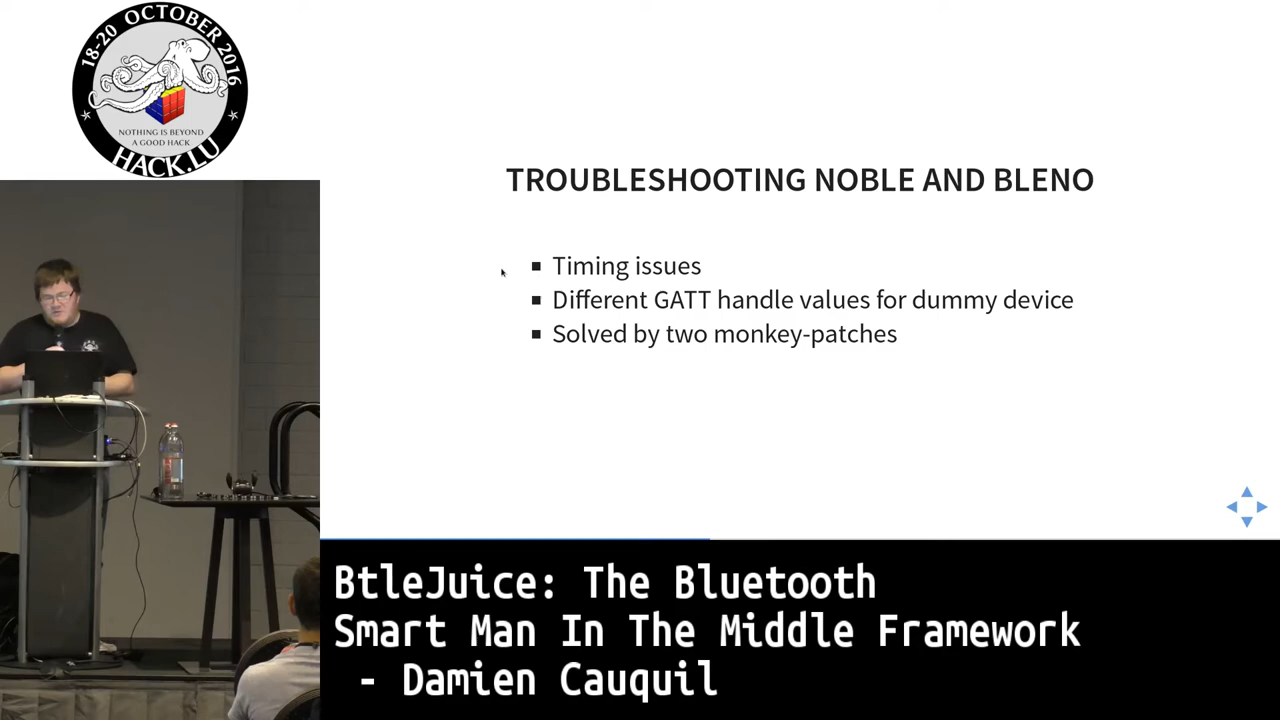 18-20 OCTOBER 2016
NOTHING IS BEYOND
A GOOD HACK
HACK.LU
TROUBLESHOOTING NOBLE AND BLENO
Timing issues
Different GATT handle values for dummy device
Solved by two monkey-patches
BtleJuice: The Bluetooth
Smart Man In The Middle Framework
- Damien Cauquil